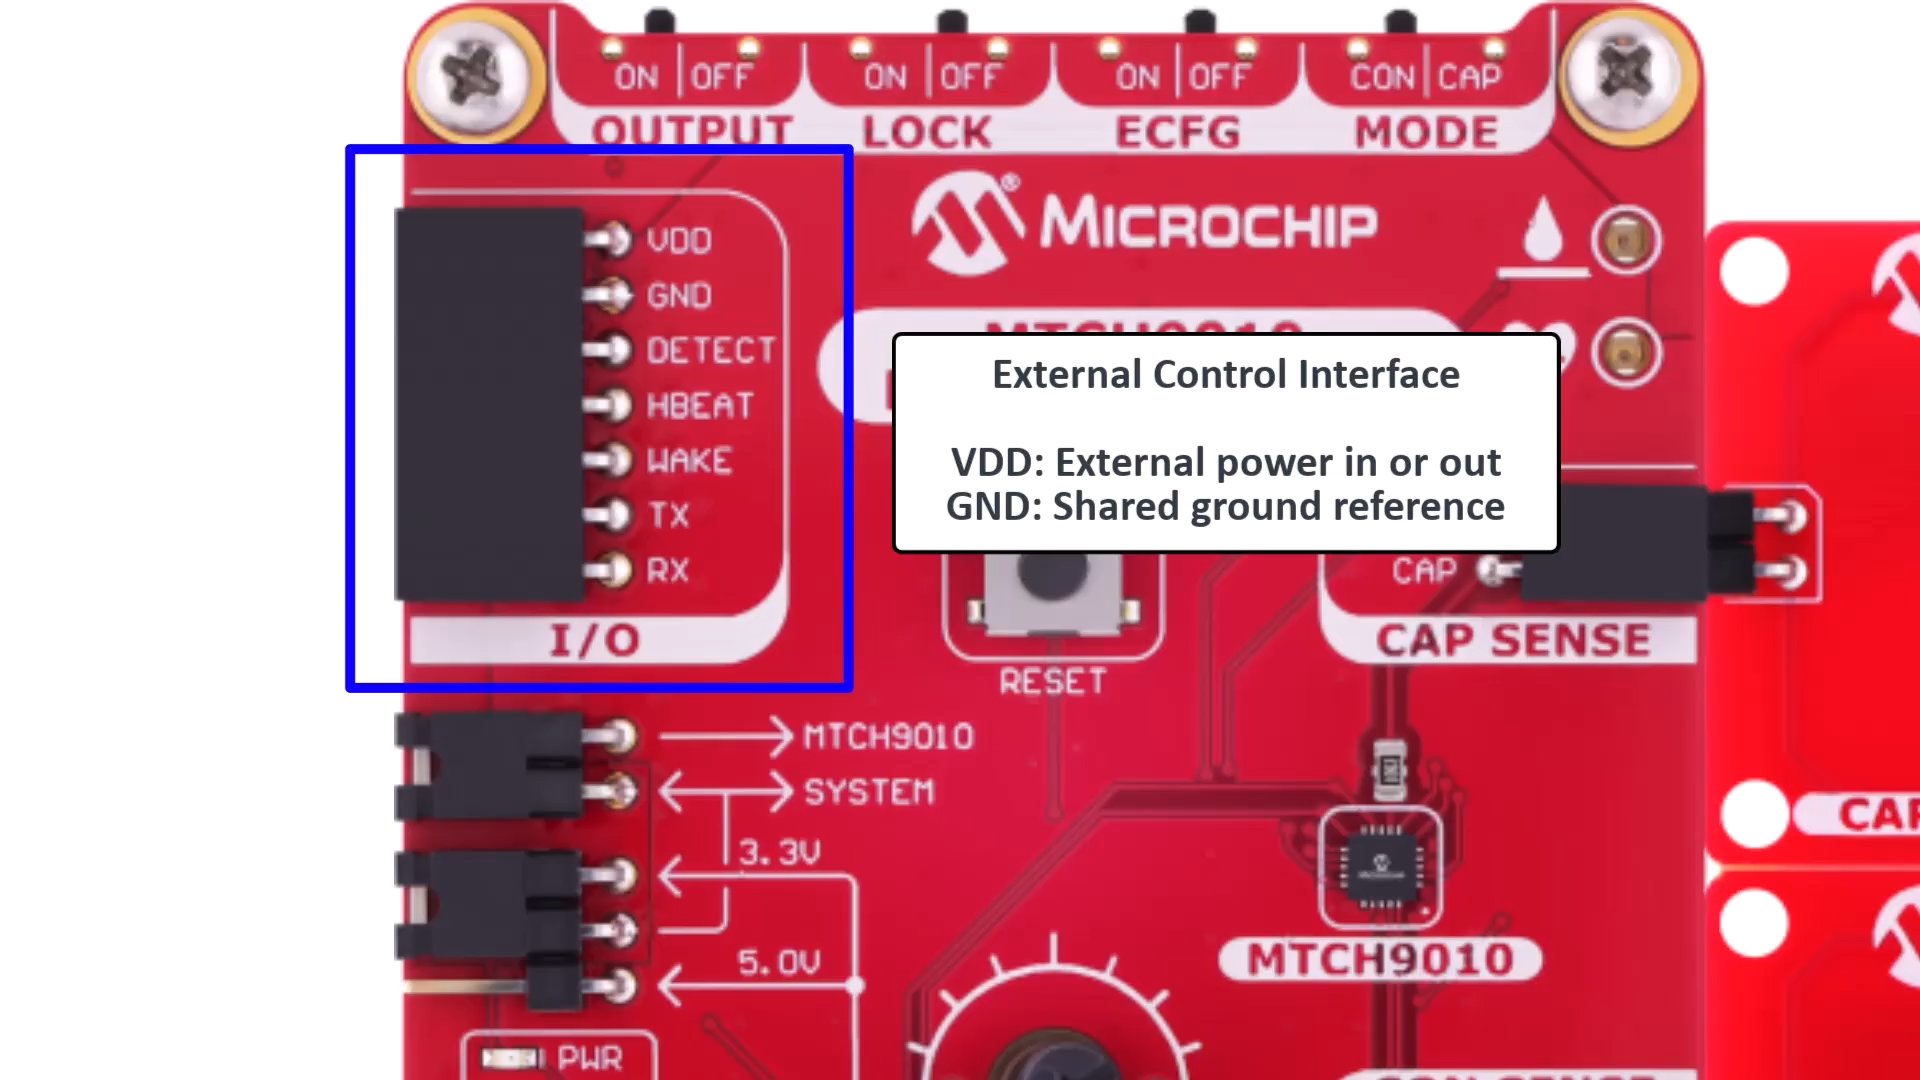 ON | OFF
ON | OFF
ON | OFF
CON | CAP
OUTPUT
LOCK
ECFG
MODE
MICROCHIP
VDD
GND
DETECT
HBEAT
WAKE
TX
RX
I/O
External Control Interface
VDD: External power in or out
GND: Shared ground reference
CAP
CAP SENSE
RESET
MTCH9010
SYSTEM
3.3V
5.0V
PWR
MTCH9010